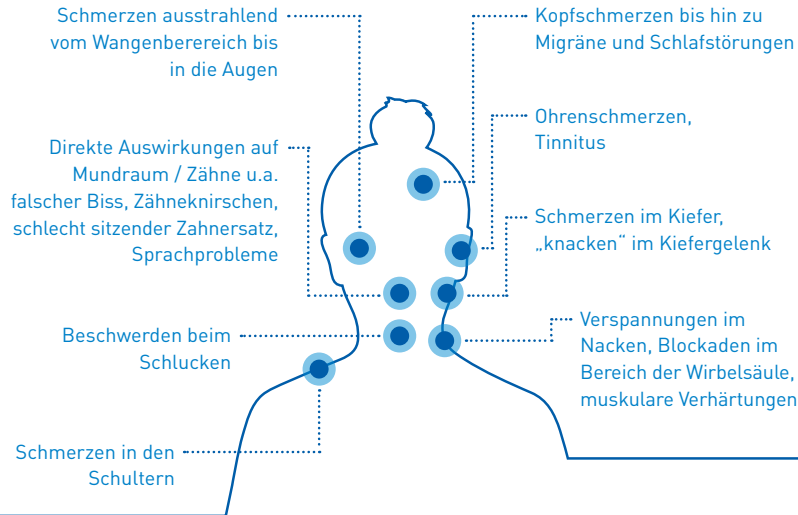 Schmerzen ausstrahlend
vom Wangenberereich bis
in die Augen
Direkte Auswirkungen auf
Mundraum / Zähne u.a.
falscher Biss, Zähneknirschen,
schlecht sitzender Zahnersatz,
Sprachprobleme
Beschwerden beim
Schlucken
Schmerzen in den
Schultern
Kopfschmerzen bis hin zu
Migräne und Schlafstörungen
Ohrenschmerzen,
Tinnitus
Schmerzen im Kiefer,
„knacken“ im Kiefergelenk
Verspannungen im
Nacken, Blockaden im
Bereich der Wirbelsäule,
muskulare Verhärtungen